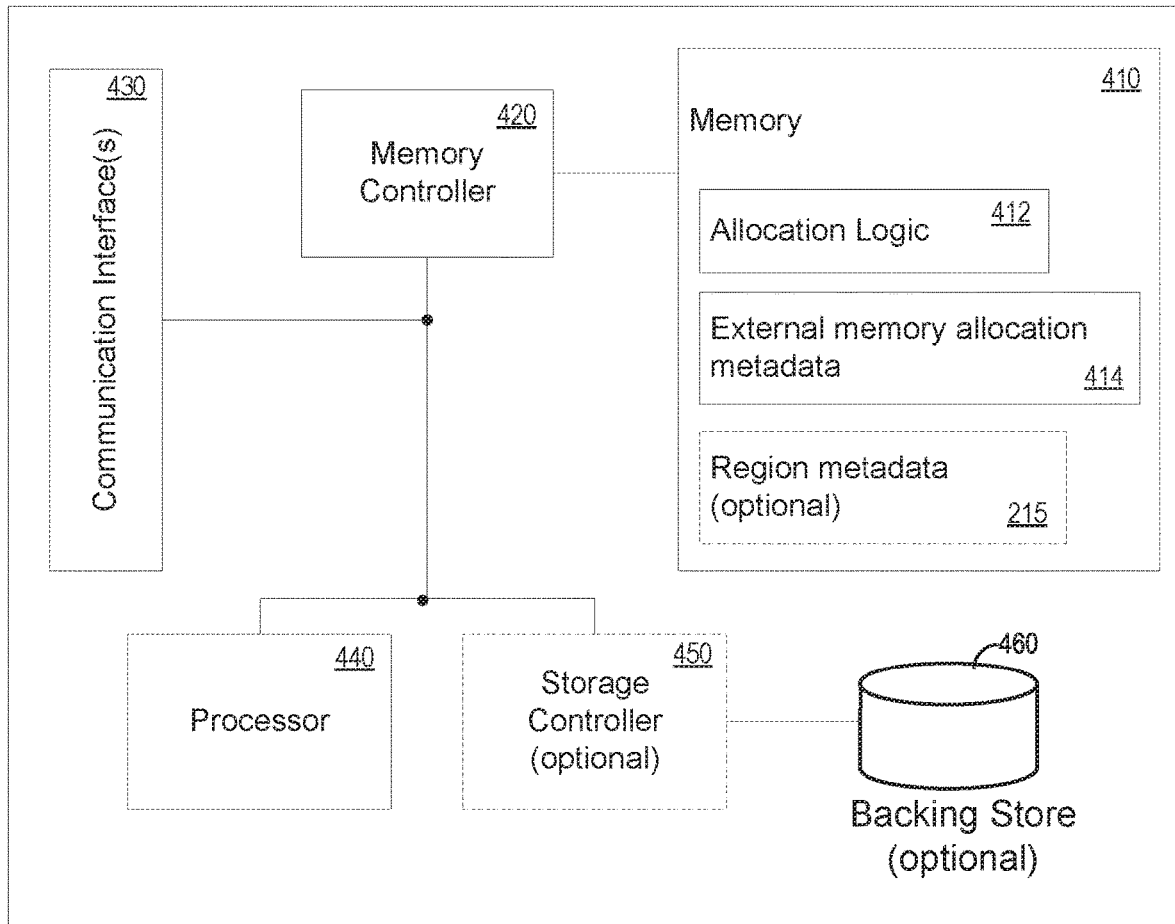 430
Communication Interface(s)
420
Memory
Controller
410
Memory
412
Allocation Logic
External memory allocation
metadata
414
Region metadata
(optional)
215
440
Processor
450
Storage
Controller
(optional)
460
Backing Store
(optional)